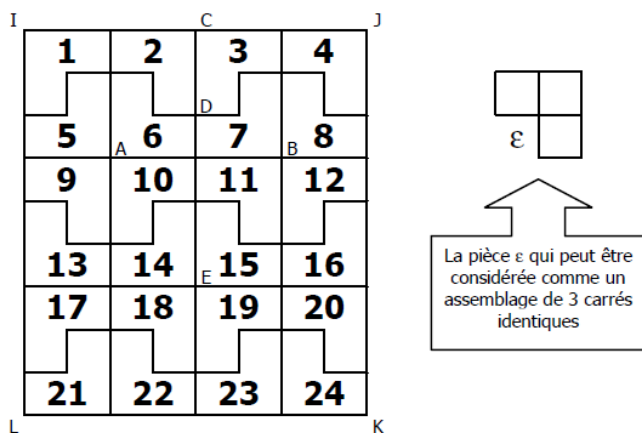 I C J
1 2 3 4
D
5 6 7 8
A B
9 10 11 12
13 14 15 16
E
17 18 19 20
21 22 23 24
L K
ε
La pièce ε qui peut être
considérée comme un
assemblage de 3 carrés
identiques